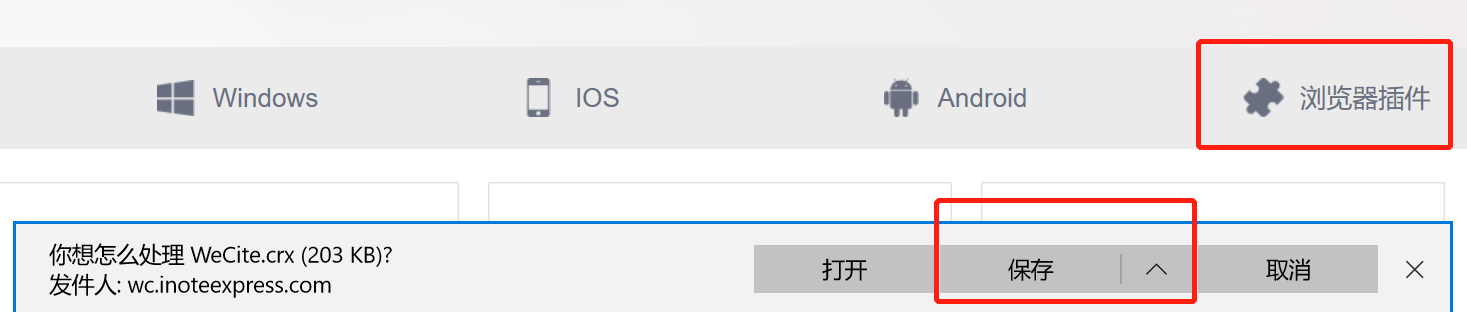 Windows
IOS
Android
浏览器插件
你想怎么处理 WeCite.crx (203 KB)?
发件人: wc.inoteexpress.com
打开
保存
取消